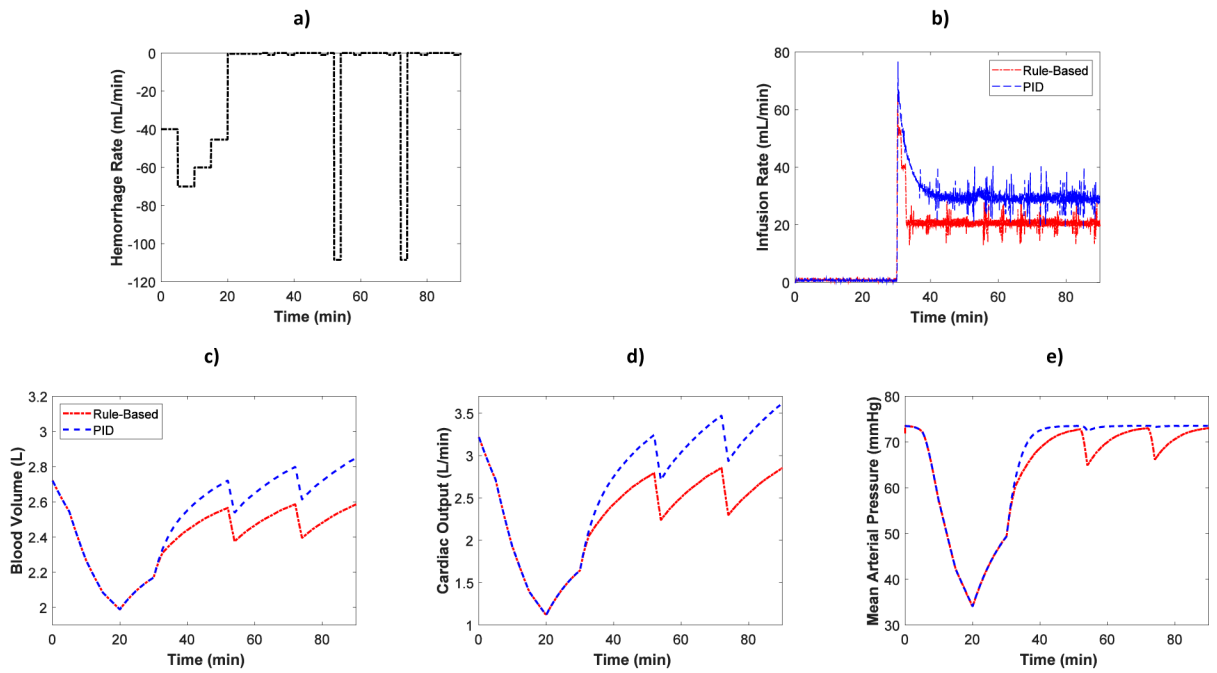 a)
0
-20
-40
-60
-80
-100
-120
Hemorrhage Rate (mL/min)
0 20 40 60 80
Time (min)
b)
80
60
40
20
0
Infusion Rate (mL/min)
Rule-Based
PID
0 20 40 60 80
Time (min)
c)
3.2
3
2.8
2.6
2.4
2.2
2
Blood Volume (L)
Rule-Based
PID
0 20 40 60 80
Time (min)
d)
3.5
3
2.5
2
1.5
1
Cardiac Output (L/min)
0 20 40 60 80
Time (min)
e)
80
70
60
50
40
30
Mean Arterial Pressure (mmHg)
0 20 40 60 80
Time (min)